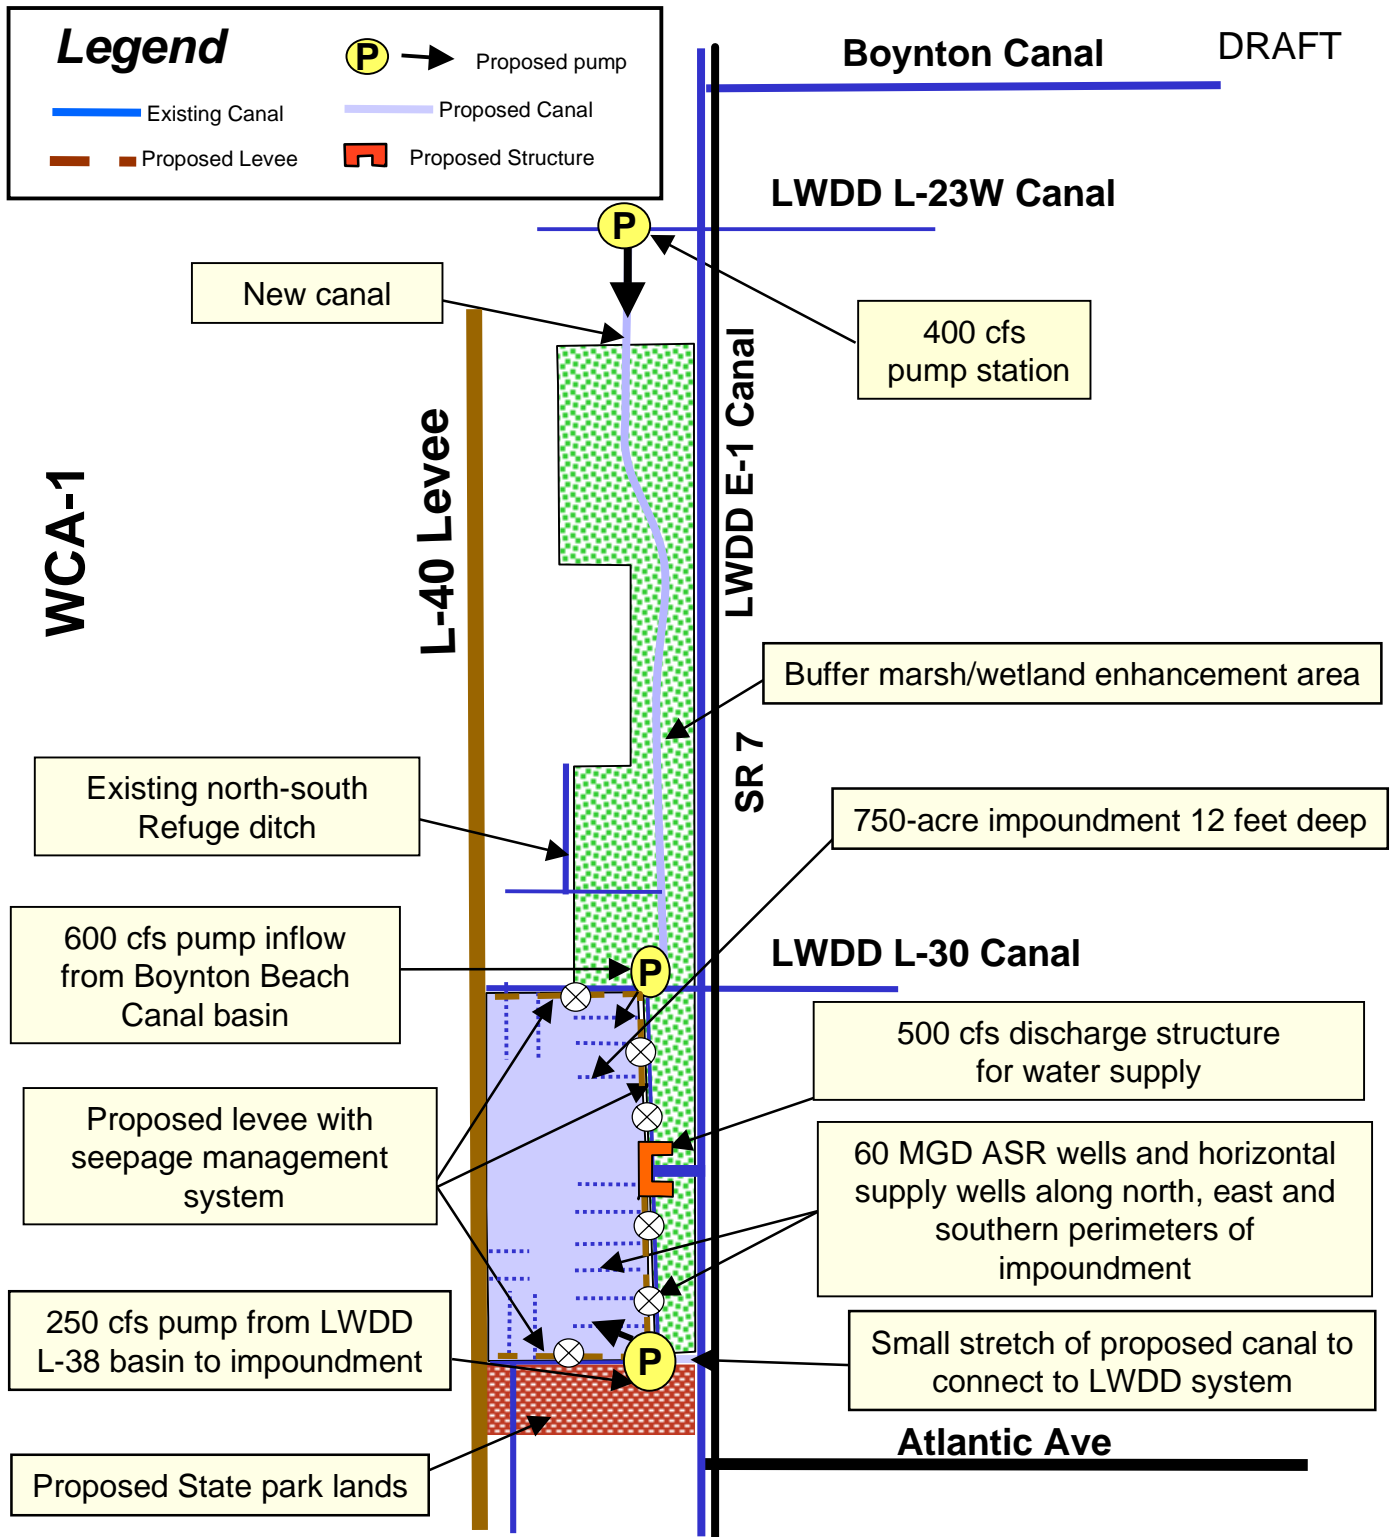 Legend
P
Proposed pump
Existing Canal
Proposed Canal
Proposed Levee
Proposed Structure
Boynton Canal
DRAFT
LWDD L-23W Canal
P
New canal
400 cfs
pump station
WCA-1
L-40 Levee
LWDD E-1 Canal
SR 7
Buffer marsh/wetland enhancement area
Existing north-south
Refuge ditch
750-acre impoundment 12 feet deep
600 cfs pump inflow
from Boynton Beach
Canal basin
P
LWDD L-30 Canal
500 cfs discharge structure
for water supply
Proposed levee with
seepage management
system
60 MGD ASR wells and horizontal
supply wells along north, east and
southern perimeters of
impoundment
250 cfs pump from LWDD
L-38 basin to impoundment
P
Small stretch of proposed canal to
connect to LWDD system
Atlantic Ave
Proposed State park lands